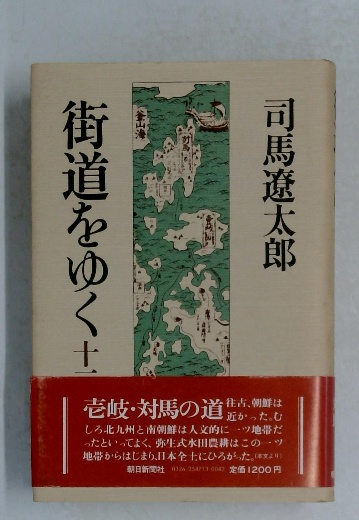 司馬遼太郎
街道をゆく 十
釜山海
対馬
壱岐・対馬の道
往古、朝鮮は
近かった。む
しろ北九州と南朝鮮は人文的に一ツ地帯だ
ったといってよく、弥生式水田農耕はこの一ツ
地帯からはじまり、日本全土にひろがった。(本文より)
朝日新聞社
0326-254713-0042 定価1200円